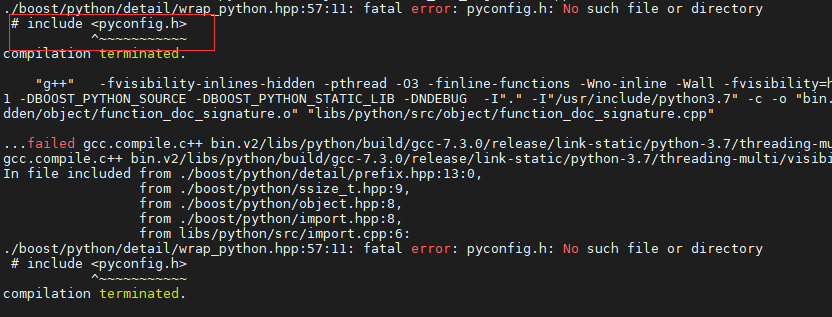 ./boost/python/detail/wrap_python.hpp:57:11: fatal error: pyconfig.h: No such file or directory
# include <pyconfig.h>
^~~~~~~~~~~~
compilation terminated.
"g++" -fvisibility-inlines-hidden -pthread -O3 -finline-functions -Wno-inline -Wall -fvisibility=h
1 -DBOOST_PYTHON_SOURCE -DBOOST_PYTHON_STATIC_LIB -DNDEBUG -I"." -I"/usr/include/python3.7" -c -o "bin.
dden/object/function_doc_signature.o" "libs/python/src/object/function_doc_signature.cpp"
...failed gcc.compile.c++ bin.v2/libs/python/build/gcc-7.3.0/release/link-static/python-3.7/threading-mu
gcc.compile.c++ bin.v2/libs/python/build/gcc-7.3.0/release/link-static/python-3.7/threading-multi/visibi
In file included from ./boost/python/detail/prefix.hpp:13:0,
from ./boost/python/ssize_t.hpp:9,
from ./boost/python/object.hpp:8,
from ./boost/python/import.hpp:8,
from libs/python/src/import.cpp:6:
./boost/python/detail/wrap_python.hpp:57:11: fatal error: pyconfig.h: No such file or directory
# include <pyconfig.h>
^~~~~~~~~~~~
compilation terminated.